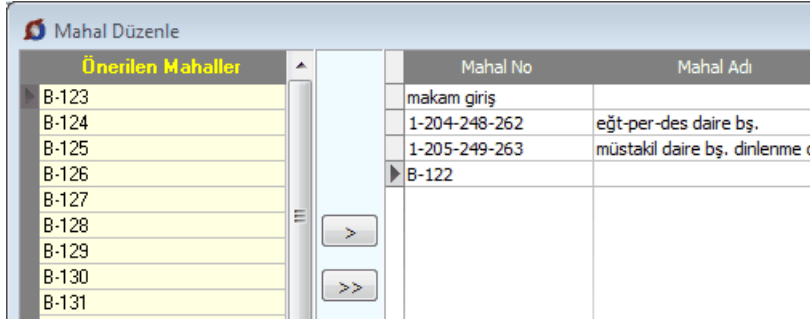 Mahal Düzenle
Önerilen Mahaller
B-123
B-124
B-125
B-126
B-127
B-128
B-129
B-130
B-131
>
>>
Mahal No Mahal Adı
makam giriş
1-204-248-262 eğt-per-des daire bş.
1-205-249-263 müstakil daire bş. dinlenme
B-122